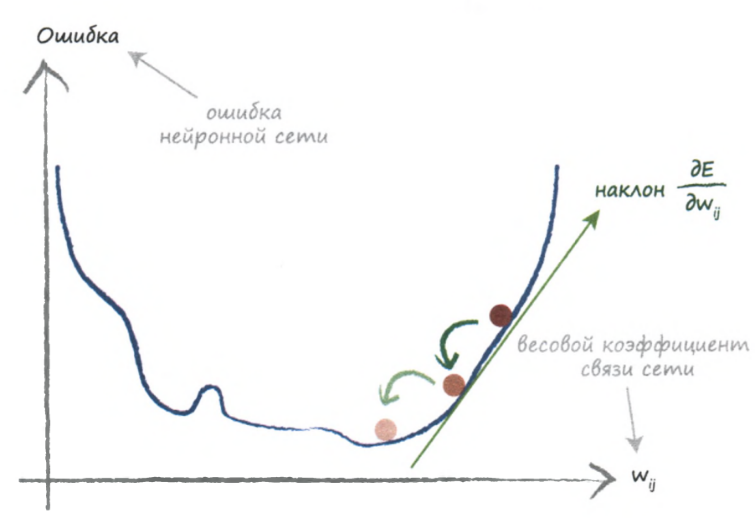 Ошибка
ошибка
нейронной сети
наклон ∂E/∂w_ij
весовой коэффициент
связи сети
w_ij